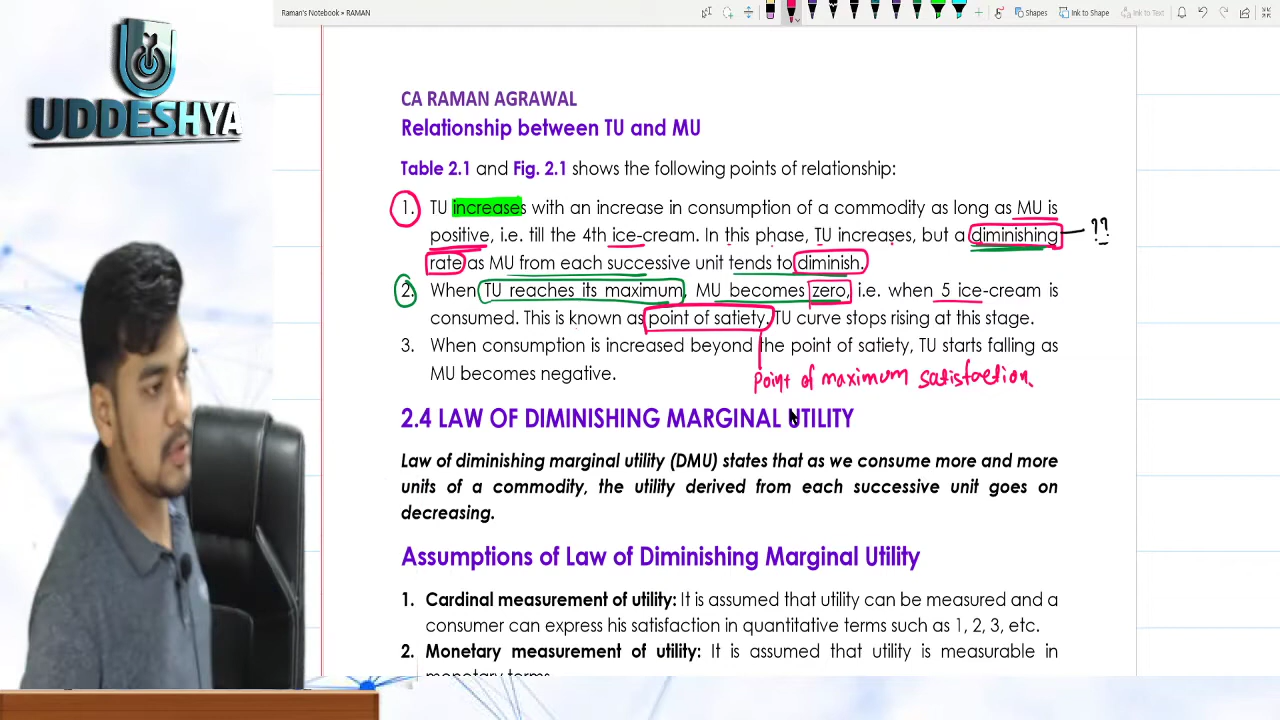 Raman's Notebook » RAMAN
Shapes
Ink to Shape
Ink to Text
UDDESHYA
CA RAMAN AGRAWAL
Relationship between TU and MU
Table 2.1 and Fig. 2.1 shows the following points of relationship:
1. TU increases with an increase in consumption of a commodity as long as MU is
positive, i.e. till the 4th ice-cream. In this phase, TU increases, but a diminishing ??
rate as MU from each successive unit tends to diminish.
2. When TU reaches its maximum, MU becomes zero, i.e. when 5 ice-cream is
consumed. This is known as point of satiety. TU curve stops rising at this stage.
3. When consumption is increased beyond the point of satiety, TU starts falling as
MU becomes negative.
Point of maximum satisfaction.
2.4 LAW OF DIMINISHING MARGINAL UTILITY
Law of diminishing marginal utility (DMU) states that as we consume more and more
units of a commodity, the utility derived from each successive unit goes on
decreasing.
Assumptions of Law of Diminishing Marginal Utility
1. Cardinal measurement of utility: It is assumed that utility can be measured and a
consumer can express his satisfaction in quantitative terms such as 1, 2, 3, etc.
2. Monetary measurement of utility: It is assumed that utility is measurable in
monetary terms.